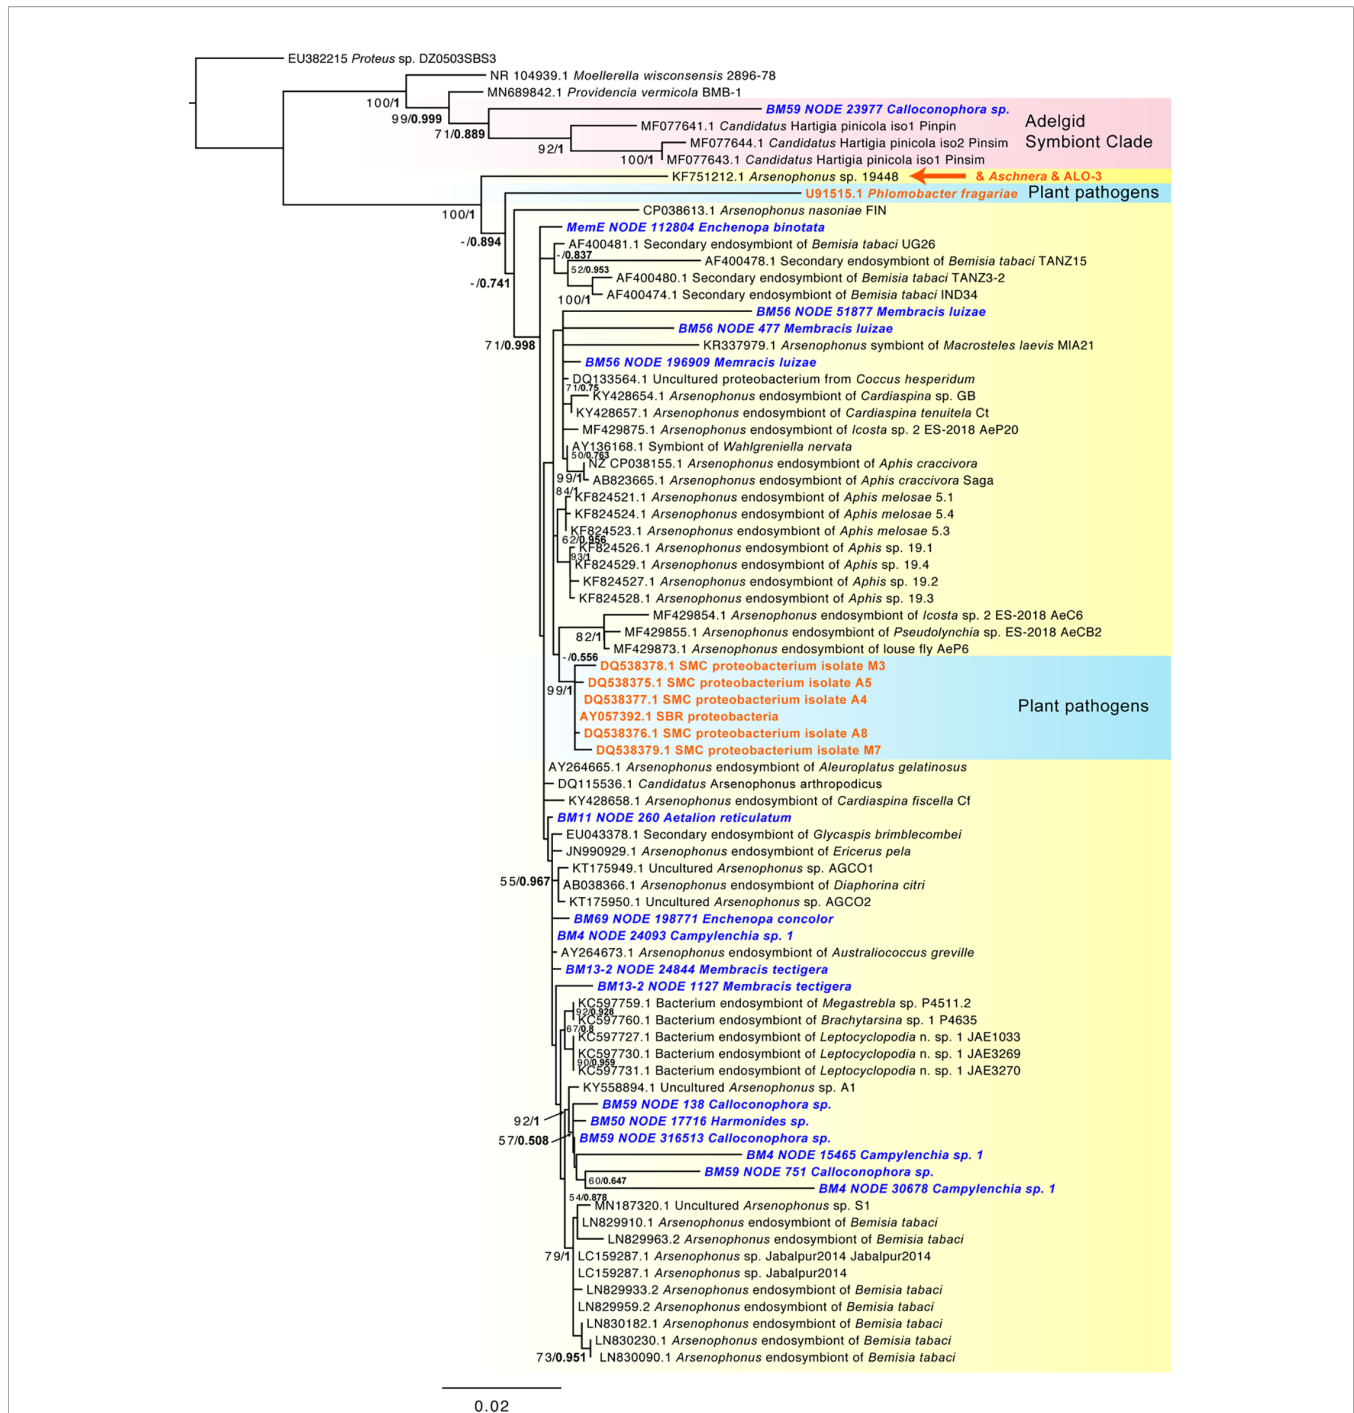 EU382215 Proteus sp. DZ0503SBS3
NR 104939.1 Moellerella wisconsensis 2896-78
MN689842.1 Providencia vermicola BMB-1
100/1
99/0.999
BM59 NODE 23977 Calloconophora sp.
Adelgid
Symbiont Clade
71/0.889
MF077641.1 Candidatus Hartigia pinicola iso1 Pinpin
MF077644.1 Candidatus Hartigia pinicola iso2 Pinsim
92/1
100/1
MF077643.1 Candidatus Hartigia pinicola iso1 Pinsim
KF751212.1 Arsenophonus sp. 19448
& Aschnera & ALO-3
U91515.1 Phlomobacter fragariae
Plant pathogens
100/1
CP038613.1 Arsenophonus nasoniae FIN
MemE NODE 112804 Enchenopa binotata
-/0.894
AF400481.1 Secondary endosymbiont of Bemisia tabaci UG26
-/0.837
AF400478.1 Secondary endosymbiont of Bemisia tabaci TANZ15
52/0.953
AF400480.1 Secondary endosymbiont of Bemisia tabaci TANZ3-2
-/0.741
AF400474.1 Secondary endosymbiont of Bemisia tabaci IND34
100/1
BM56 NODE 51877 Membracis luizae
BM56 NODE 477 Membracis luizae
71/0.998
KR337979.1 Arsenophonus symbiont of Macrosteles laevis MIA21
BM56 NODE 196909 Memracis luizae
DQ133564.1 Uncultured proteobacterium from Coccus hesperidum
71/0.75
KY428654.1 Arsenophonus endosymbiont of Cardiaspina sp. GB
KY428657.1 Arsenophonus endosymbiont of Cardiaspina tenuitela Ct
MF429875.1 Arsenophonus endosymbiont of Icosta sp. 2 ES-2018 AeP20
AY136168.1 Symbiont of Wahlgreniella nervata
50/0.763
NZ CP038155.1 Arsenophonus endosymbiont of Aphis craccivora
99/1
AB823665.1 Arsenophonus endosymbiont of Aphis craccivora Saga
84/1
KF824521.1 Arsenophonus endosymbiont of Aphis melosae 5.1
KF824524.1 Arsenophonus endosymbiont of Aphis melosae 5.4
KF824523.1 Arsenophonus endosymbiont of Aphis melosae 5.3
62/0.956
KF824526.1 Arsenophonus endosymbiont of Aphis sp. 19.1
93/1
KF824529.1 Arsenophonus endosymbiont of Aphis sp. 19.4
KF824527.1 Arsenophonus endosymbiont of Aphis sp. 19.2
KF824528.1 Arsenophonus endosymbiont of Aphis sp. 19.3
MF429854.1 Arsenophonus endosymbiont of Icosta sp. 2 ES-2018 AeC6
82/1
MF429855.1 Arsenophonus endosymbiont of Pseudolynchia sp. ES-2018 AeCB2
MF429873.1 Arsenophonus endosymbiont of louse fly AeP6
-/0.556
DQ538378.1 SMC proteobacterium isolate M3
DQ538375.1 SMC proteobacterium isolate A5
99/1
DQ538377.1 SMC proteobacterium isolate A4
Plant pathogens
AY057392.1 SBR proteobacteria
DQ538376.1 SMC proteobacterium isolate A8
DQ538379.1 SMC proteobacterium isolate M7
AY264665.1 Arsenophonus endosymbiont of Aleuroplatus gelatinosus
DQ115536.1 Candidatus Arsenophonus arthropodicus
KY428658.1 Arsenophonus endosymbiont of Cardiaspina fiscella Cf
BM11 NODE 260 Aetalion reticulatum
EU043378.1 Secondary endosymbiont of Glycaspis brimblecombei
JN990929.1 Arsenophonus endosymbiont of Ericerus pela
KT175949.1 Uncultured Arsenophonus sp. AGCO1
55/0.967
AB038366.1 Arsenophonus endosymbiont of Diaphorina citri
KT175950.1 Uncultured Arsenophonus sp. AGCO2
BM69 NODE 198771 Enchenopa concolor
BM4 NODE 24093 Campylenchia sp. 1
AY264673.1 Arsenophonus endosymbiont of Australiococcus greville
BM13-2 NODE 24844 Membracis tectigera
BM13-2 NODE 1127 Membracis tectigera
KC597759.1 Bacterium endosymbiont of Megastrebla sp. P4511.2
92/0.928
KC597760.1 Bacterium endosymbiont of Brachytarsina sp. 1 P4635
67/0.8
KC597727.1 Bacterium endosymbiont of Leptocyclopodia n. sp. 1 JAE1033
KC597730.1 Bacterium endosymbiont of Leptocyclopodia n. sp. 1 JAE3269
90/0.959
KC597731.1 Bacterium endosymbiont of Leptocyclopodia n. sp. 1 JAE3270
KY558894.1 Uncultured Arsenophonus sp. A1
BM59 NODE 138 Calloconophora sp.
92/1
BM50 NODE 17716 Harmonides sp.
57/0.508
BM59 NODE 316513 Calloconophora sp.
BM4 NODE 15465 Campylenchia sp. 1
BM59 NODE 751 Calloconophora sp.
60/0.647
BM4 NODE 30678 Campylenchia sp. 1
54/0.878
MN187320.1 Uncultured Arsenophonus sp. S1
LN829910.1 Arsenophonus endosymbiont of Bemisia tabaci
LN829963.2 Arsenophonus endosymbiont of Bemisia tabaci
79/1
LC159287.1 Arsenophonus sp. Jabalpur2014 Jabalpur2014
LC159287.1 Arsenophonus sp. Jabalpur2014
LN829933.2 Arsenophonus endosymbiont of Bemisia tabaci
LN829959.2 Arsenophonus endosymbiont of Bemisia tabaci
LN830182.1 Arsenophonus endosymbiont of Bemisia tabaci
LN830230.1 Arsenophonus endosymbiont of Bemisia tabaci
73/0.951
LN830090.1 Arsenophonus endosymbiont of Bemisia tabaci
0.02